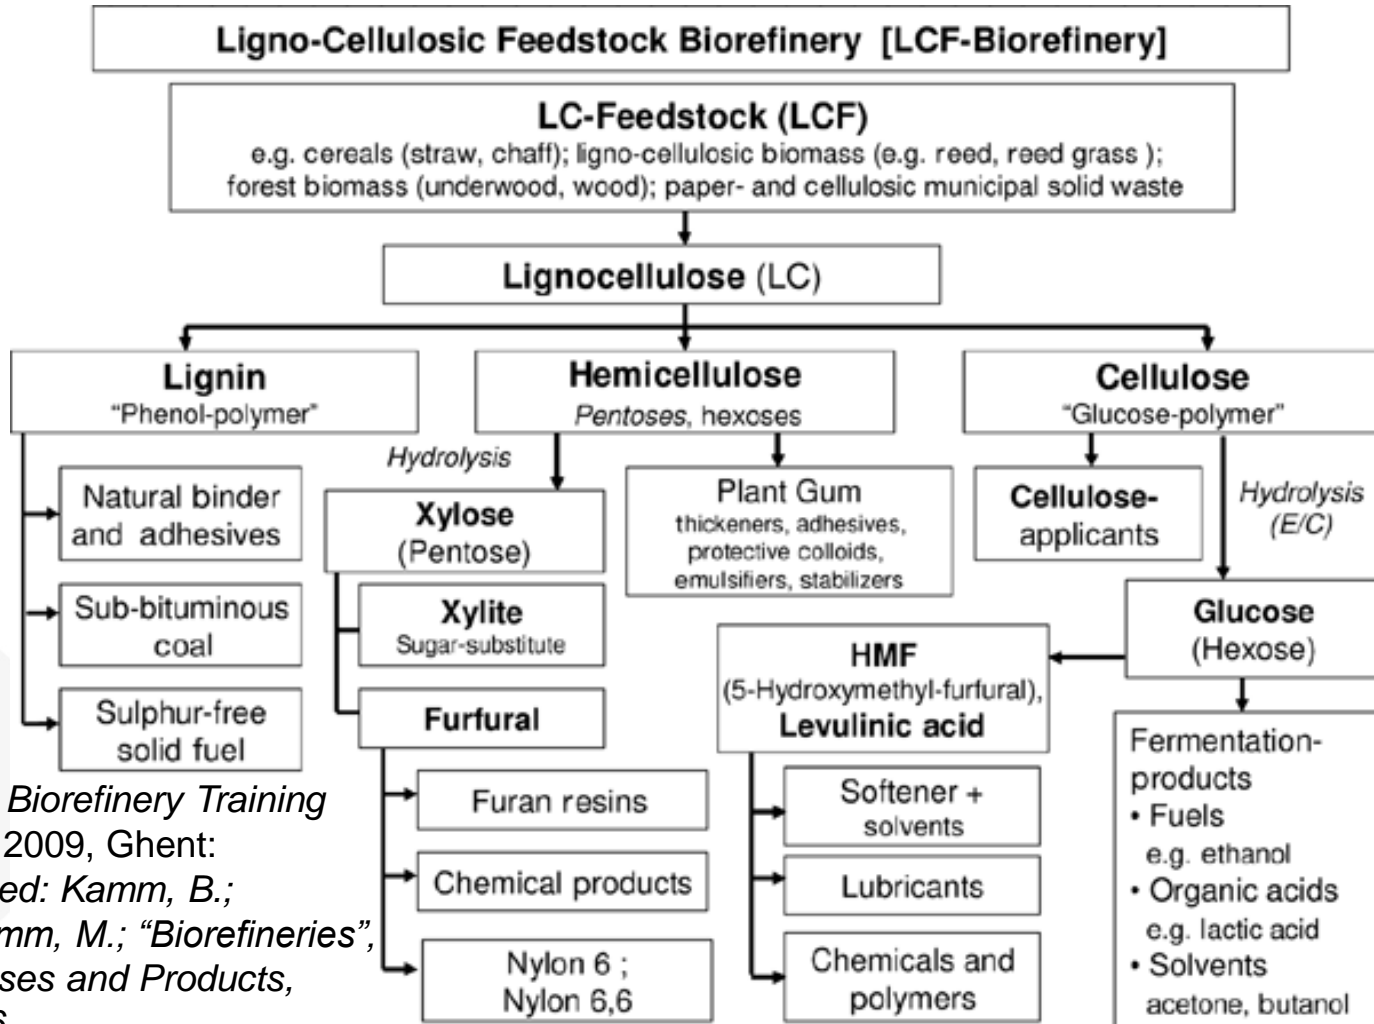 Ligno-Cellulosic Feedstock Biorefinery [LCF-Biorefinery]
LC-Feedstock (LCF)
e.g. cereals (straw, chaff); ligno-cellulosic biomass (e.g. reed, reed grass );
forest biomass (underwood, wood); paper- and cellulosic municipal solid waste
Lignocellulose (LC)
Lignin
“Phenol-polymer”
Hemicellulose
Pentoses, hexoses
Cellulose
“Glucose-polymer”
Natural binder
and adhesives
Sub-bituminous
coal
Sulphur-free
solid fuel
Hydrolysis
Xylose
(Pentose)
Xylite
Sugar-substitute
Furfural
Furan resins
Chemical products
Nylon 6 ;
Nylon 6,6
Plant Gum
thickeners, adhesives,
protective colloids,
emulsifiers, stabilizers
Cellulose-
applicants
Hydrolysis
(E/C)
Glucose
(Hexose)
HMF
(5-Hydroxymethyl-furfural),
Levulinic acid
Softener +
solvents
Lubricants
Chemicals and
polymers
Fermentation-
products
• Fuels
e.g. ethanol
• Organic acids
e.g. lactic acid
• Solvents
acetone, butanol
Biorefinery Training
2009, Ghent:
ed: Kamm, B.;
mm, M.; “Biorefineries”,
ses and Products,